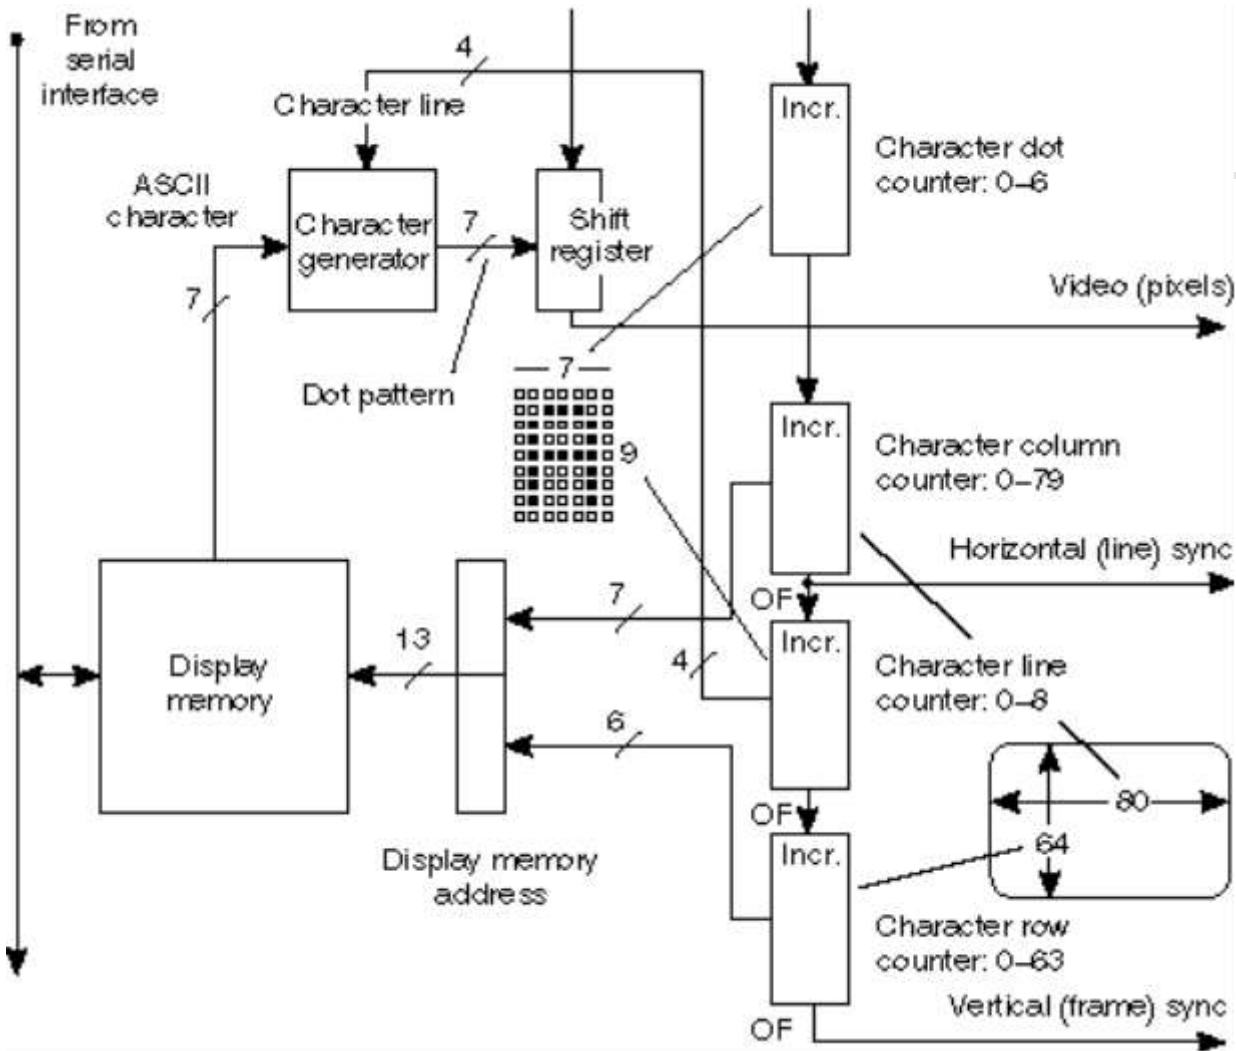 From
serial
interface
4
Character line
Incr.
Character dot
counter: 0–6
ASCII
character
Character
generator
7
Shift
register
7
Video (pixels)
7
Dot pattern
9
Incr.
Character column
counter: 0–79
Horizontal (line) sync
OF
7
Incr.
Display
memory
13
4
Character line
counter: 0–8
6
80
OF
64
Incr.
Display memory
address
Character row
counter: 0–63
Vertical (frame) sync
OF